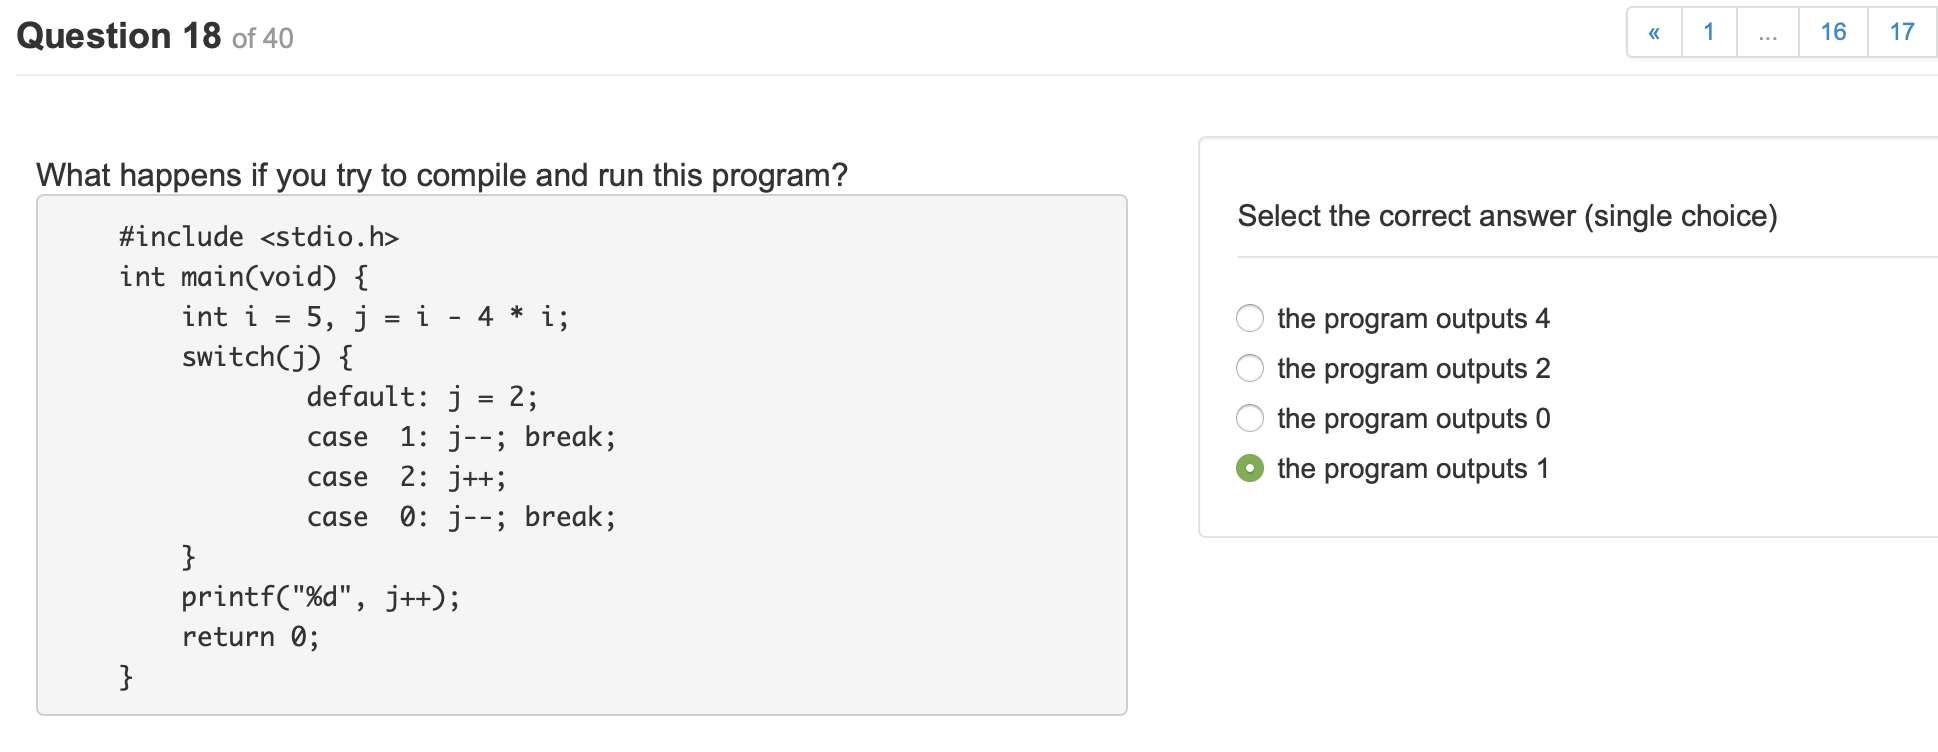 Question 18 of 40
« 1 ... 16 17
What happens if you try to compile and run this program?
#include <stdio.h>
int main(void) {
    int i = 5, j = i - 4 * i;
    switch(j) {
            default: j = 2;
            case  1: j--; break;
            case  2: j++;
            case  0: j--; break;
    }
    printf("%d", j++);
    return 0;
}
Select the correct answer (single choice)
the program outputs 4
the program outputs 2
the program outputs 0
the program outputs 1